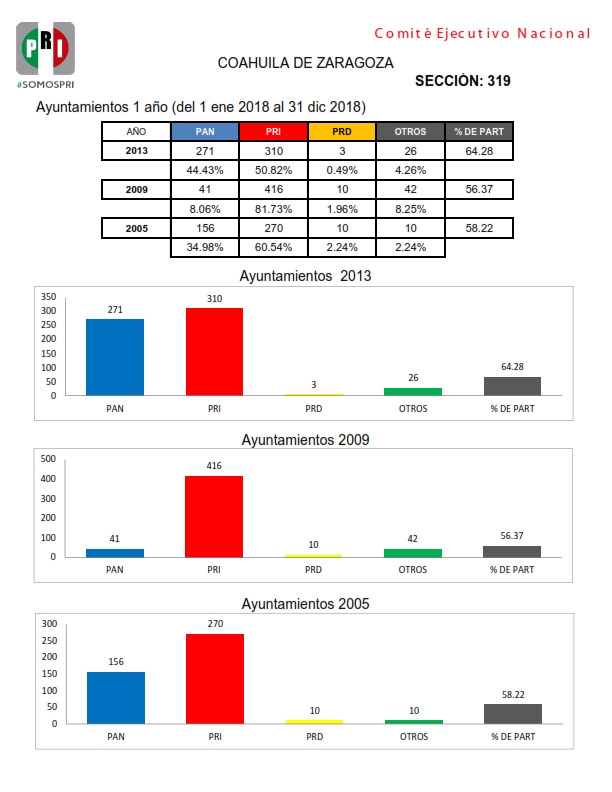 Comité Ejecutivo Nacional
PRI
#SOMOSPRI
COAHUILA DE ZARAGOZA
SECCIÓN: 319
Ayuntamientos 1 año (del 1 ene 2018 al 31 dic 2018)
AÑO PAN PRI PRD OTROS % DE PART
2013 271 310 3 26 64.28
44.43% 50.82% 0.49% 4.26%
2009 41 416 10 42 56.37
8.06% 81.73% 1.96% 8.25%
2005 156 270 10 10 58.22
34.98% 60.54% 2.24% 2.24%
Ayuntamientos 2013
350
300
250
200
150
100
50
0
271 310 3 26 64.28
PAN PRI PRD OTROS % DE PART
Ayuntamientos 2009
500
400
300
200
100
0
41 416 10 42 56.37
PAN PRI PRD OTROS % DE PART
Ayuntamientos 2005
300
250
200
150
100
50
0
156 270 10 10 58.22
PAN PRI PRD OTROS % DE PART